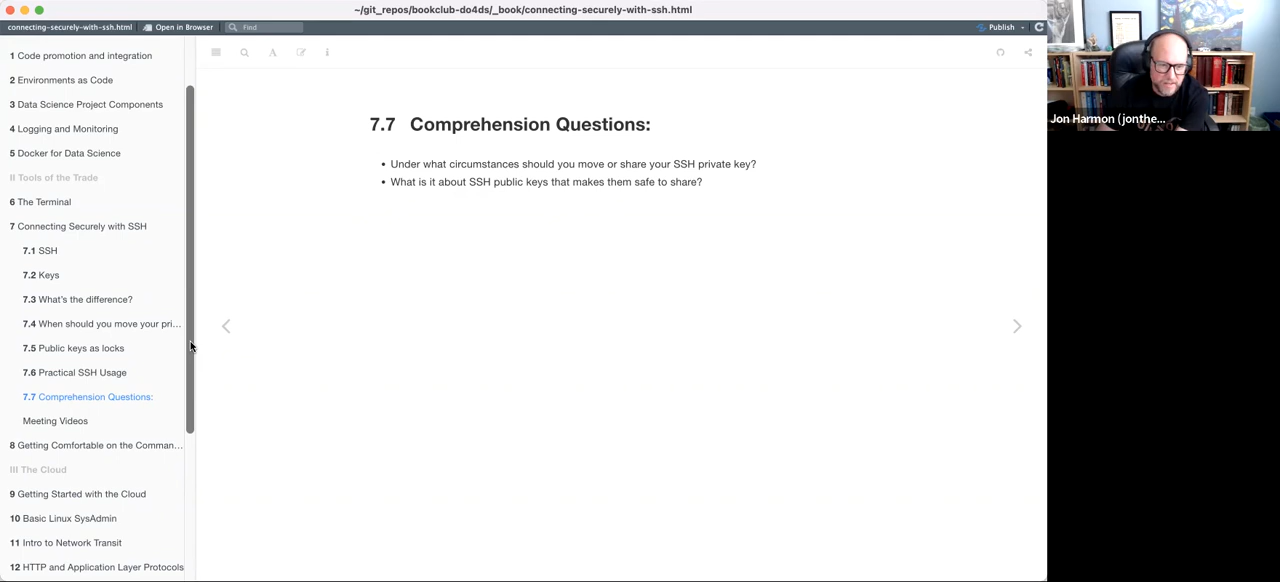 ~/git_repos/bookclub-do4ds/_book/connecting-securely-with-ssh.html
connecting-securely-with-ssh.html
Open in Browser
Find
Publish
1 Code promotion and integration
2 Environments as Code
3 Data Science Project Components
4 Logging and Monitoring
5 Docker for Data Science
II Tools of the Trade
6 The Terminal
7 Connecting Securely with SSH
7.1 SSH
7.2 Keys
7.3 What's the difference?
7.4 When should you move your pri...
7.5 Public keys as locks
7.6 Practical SSH Usage
7.7 Comprehension Questions:
Meeting Videos
8 Getting Comfortable on the Comman...
III The Cloud
9 Getting Started with the Cloud
10 Basic Linux SysAdmin
11 Intro to Network Transit
12 HTTP and Application Layer Protocols
A
i
7.7 Comprehension Questions:
• Under what circumstances should you move or share your SSH private key?
• What is it about SSH public keys that makes them safe to share?
Jon Harmon (jonthe...